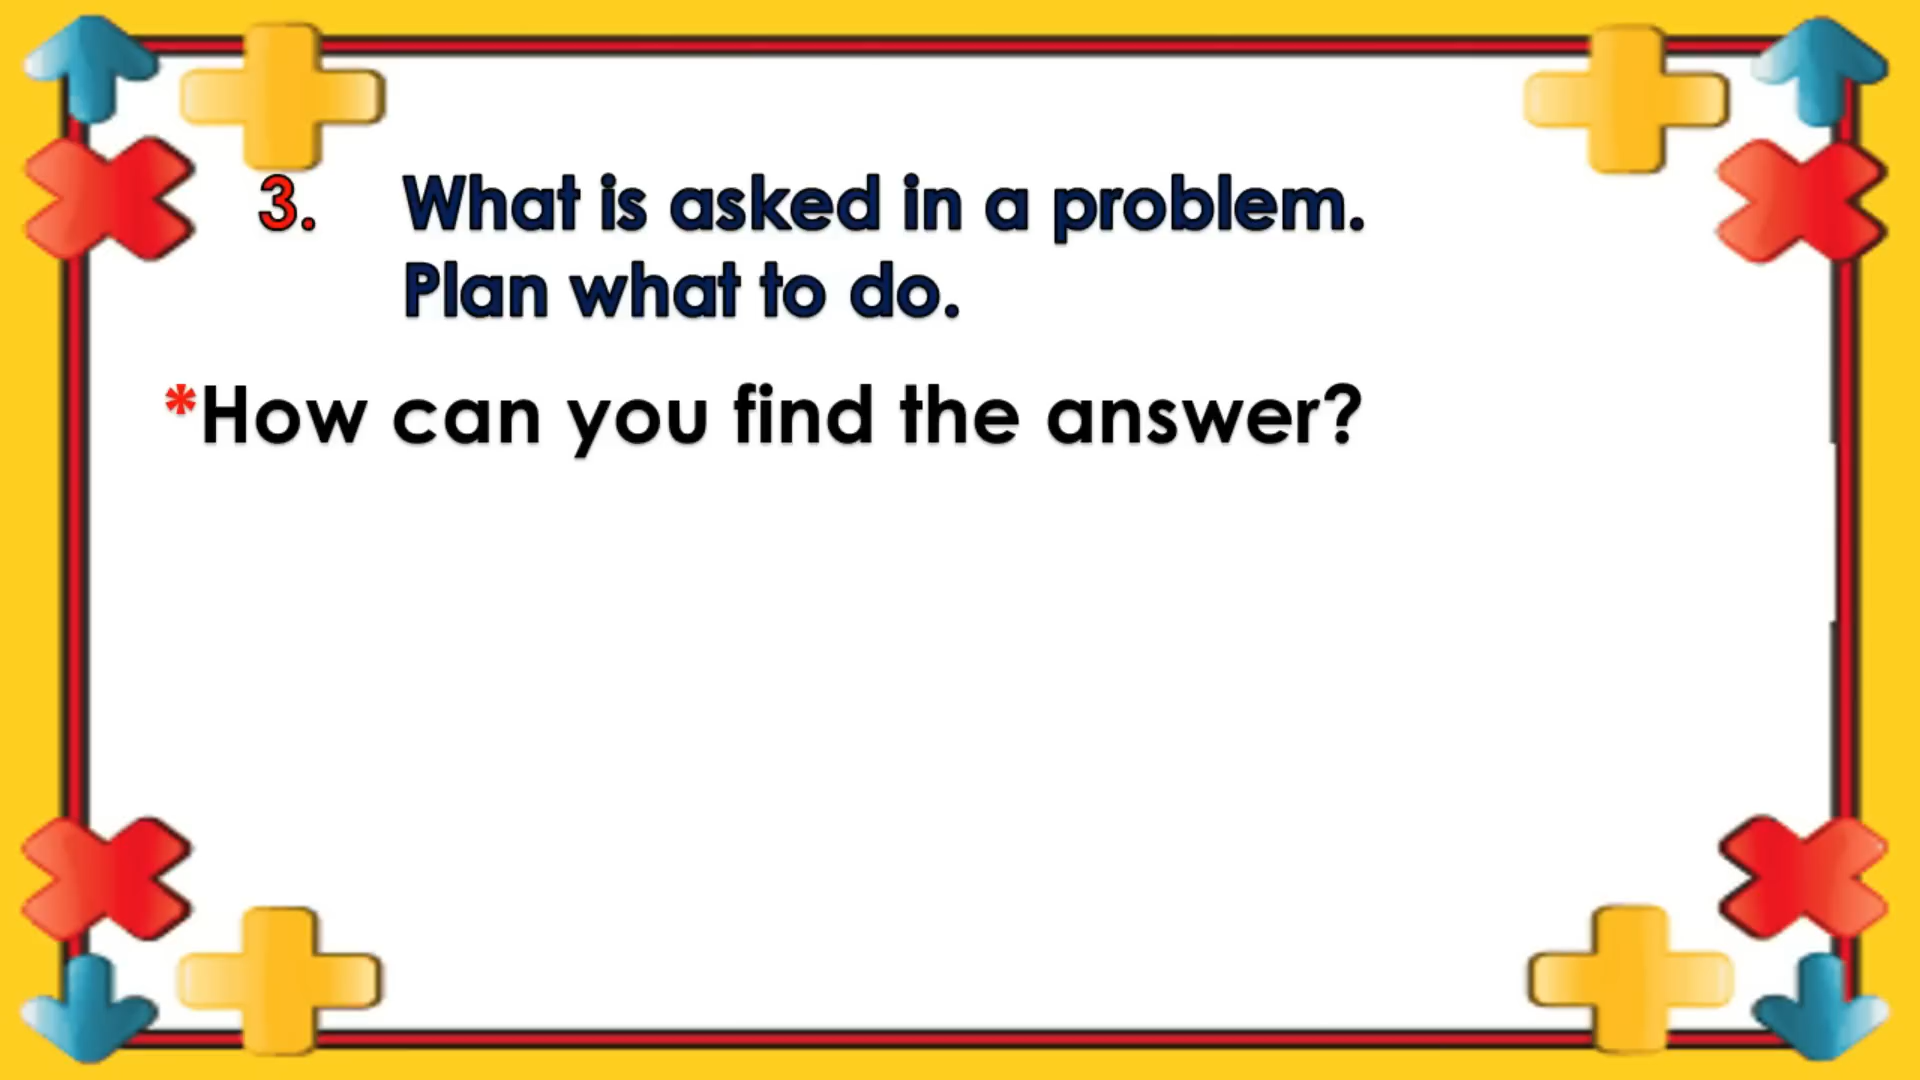 3. What is asked in a problem.
Plan what to do.
*How can you find the answer?